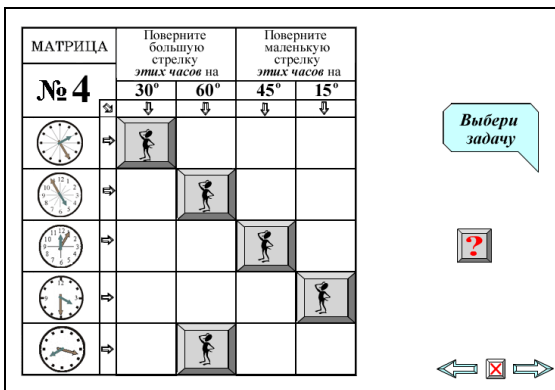 МАТРИЦА
№ 4
Поверните
большую
стрелку
этих часов на
Поверните
маленькую
стрелку
этих часов на
30° 60° 45° 15°
Выбери
задачу
?